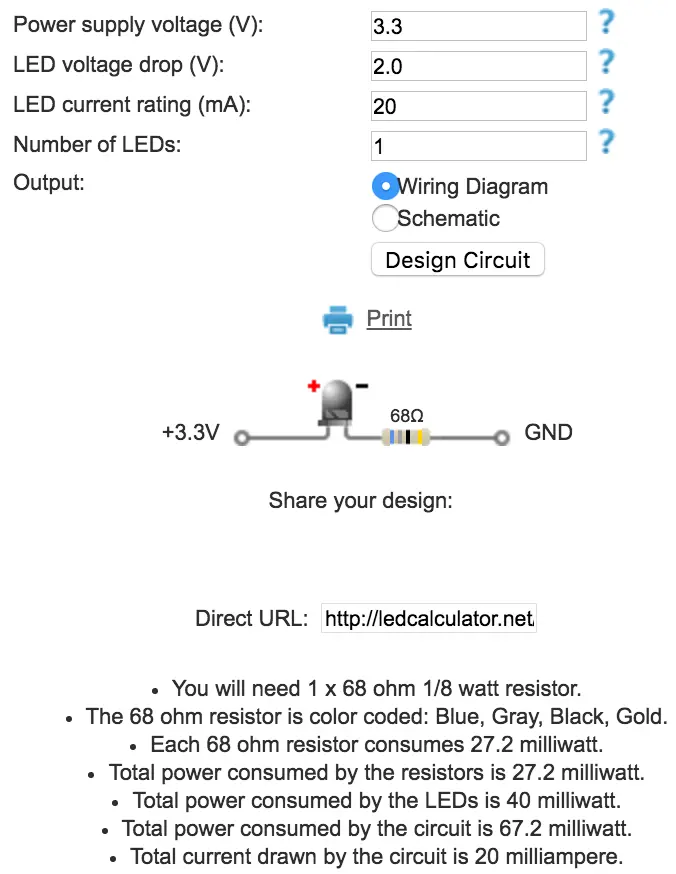 Power supply voltage (V): 3.3 ?
LED voltage drop (V): 2.0 ?
LED current rating (mA): 20 ?
Number of LEDs: 1 ?
Output: Wiring Diagram
Schematic
Design Circuit
Print
+ −
68Ω
+3.3V GND
Share your design:
Direct URL: http://ledcalculator.net/
• You will need 1 x 68 ohm 1/8 watt resistor.
• The 68 ohm resistor is color coded: Blue, Gray, Black, Gold.
• Each 68 ohm resistor consumes 27.2 milliwatt.
• Total power consumed by the resistors is 27.2 milliwatt.
• Total power consumed by the LEDs is 40 milliwatt.
• Total power consumed by the circuit is 67.2 milliwatt.
• Total current drawn by the circuit is 20 milliampere.